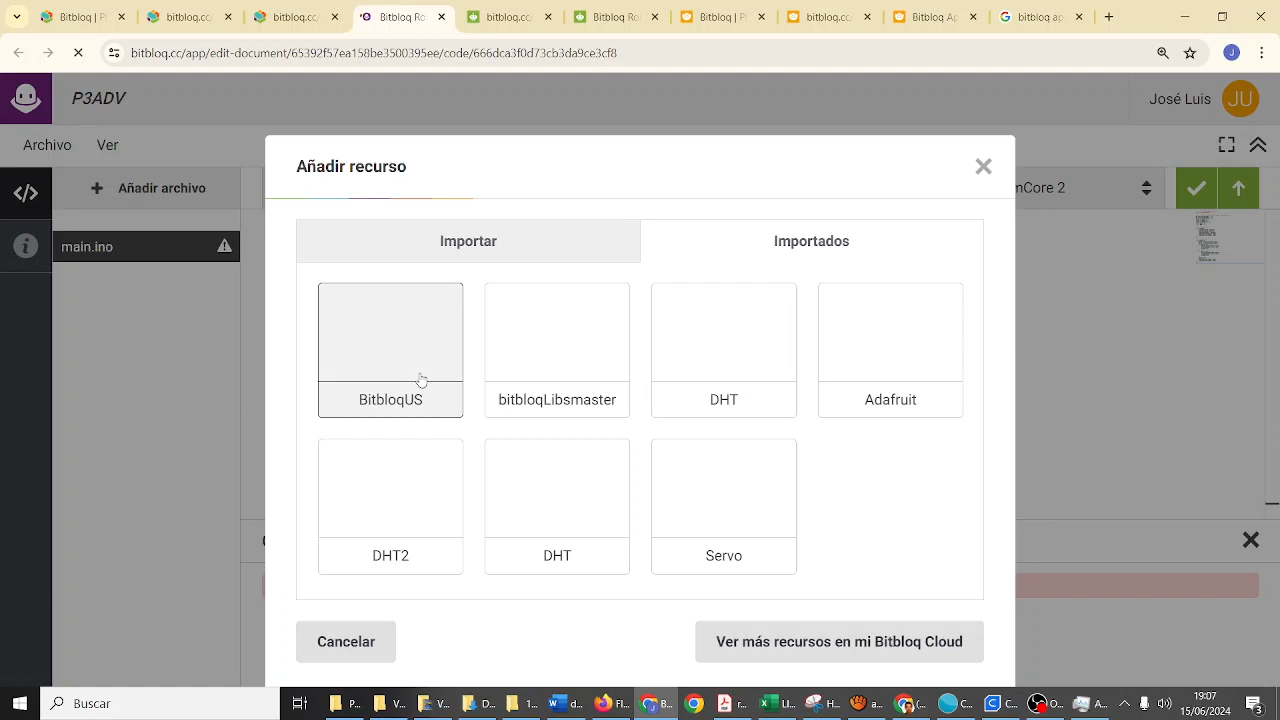 Bitbloq | P
bitbloq.cc/
Bitbloq.cc/
Bitbloq Ro
bitbloq.cc/
Bitbloq Ro
Bitbloq | P
bitbloq.cc/
Bitbloq Ap
bitbloq ap
bitbloq.cc/app/edit-document/65392f57ea158be3500395ee/code/666dca3f0d73cb3da9ce3cf8
J
P3ADV
José Luis
JU
Archivo
Ver
Añadir recurso
Añadir archivo
mCore 2
main.ino
Importar
Importados
BitbloqUS
bitbloqLibsmaster
DHT
Adafruit
DHT2
DHT
Servo
Cancelar
Ver más recursos en mi Bitbloq Cloud
Buscar
19:07
15/06/2024